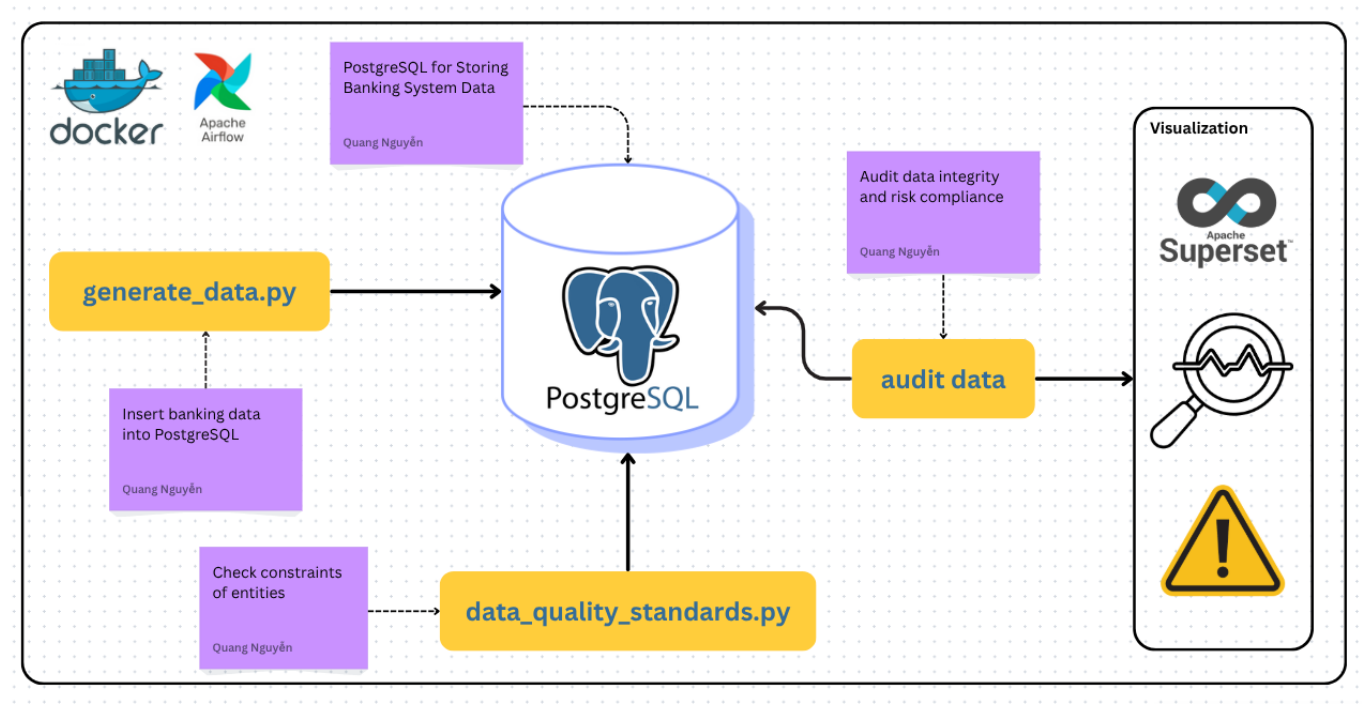 docker
Apache
Airflow
PostgreSQL for Storing
Banking System Data
Quang Nguyễn
Visualization
Apache
Superset™
Audit data integrity
and risk compliance
Quang Nguyễn
generate_data.py
PostgreSQL
audit data
Insert banking data
into PostgreSQL
Quang Nguyễn
Check constraints
of entities
Quang Nguyễn
data_quality_standards.py